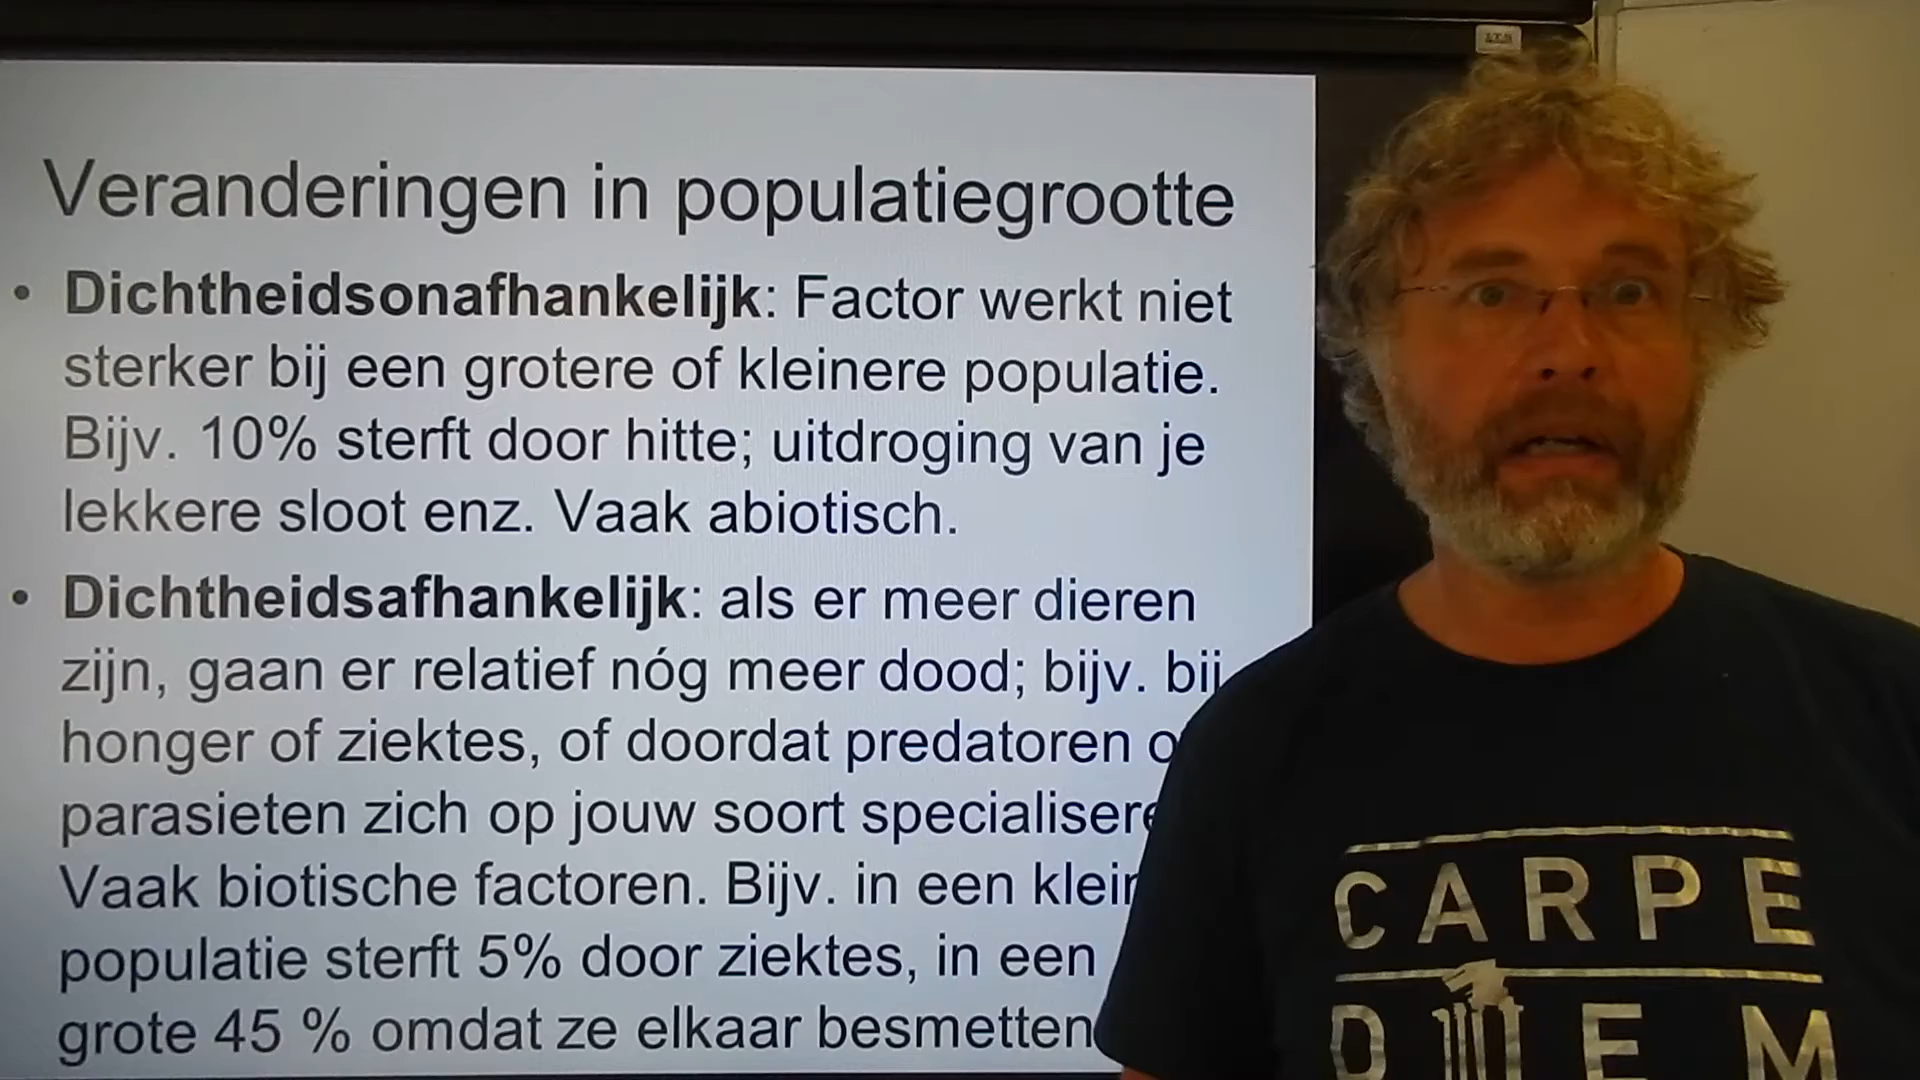 Veranderingen in populatiegrootte
• Dichtheidsonafhankelijk: Factor werkt niet
sterker bij een grotere of kleinere populatie.
Bijv. 10% sterft door hitte; uitdroging van je
lekkere sloot enz. Vaak abiotisch.
• Dichtheidsafhankelijk: als er meer dieren
zijn, gaan er relatief nóg meer dood; bijv. bij
honger of ziektes, of doordat predatoren
parasieten zich op jouw soort
Vaak biotische factoren. Bijv. in een
populatie sterft 5% door ziektes, in een
grote 45 % omdat ze elkaar besmetten
CARPE
DIEM